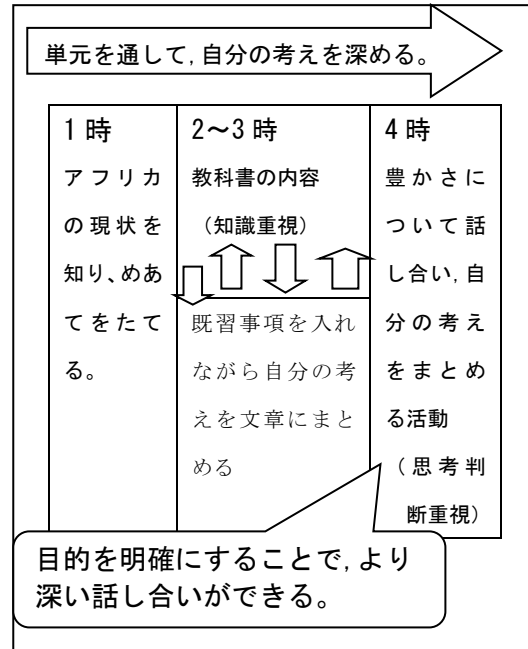 単元を通して,自分の考えを深める。
1時
アフリカ
の現状を
知り、めあ
てをたて
る。
2～3時
教科書の内容
（知識重視）
既習事項を入れ
ながら自分の考
えを文章にまと
める
4時
豊かさに
ついて話
し合い,自
分の考え
をまとめ
る活動
（思考判
断重視）
目的を明確にすることで,より
深い話し合いができる。